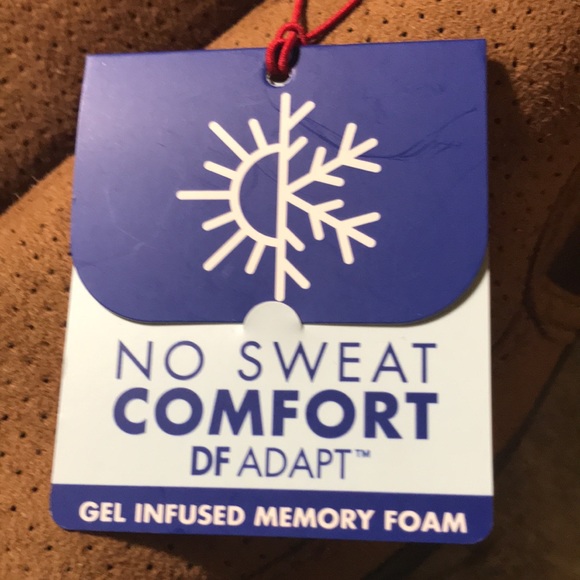 NO SWEAT
COMFORT
DF ADAPT™
GEL INFUSED MEMORY FOAM